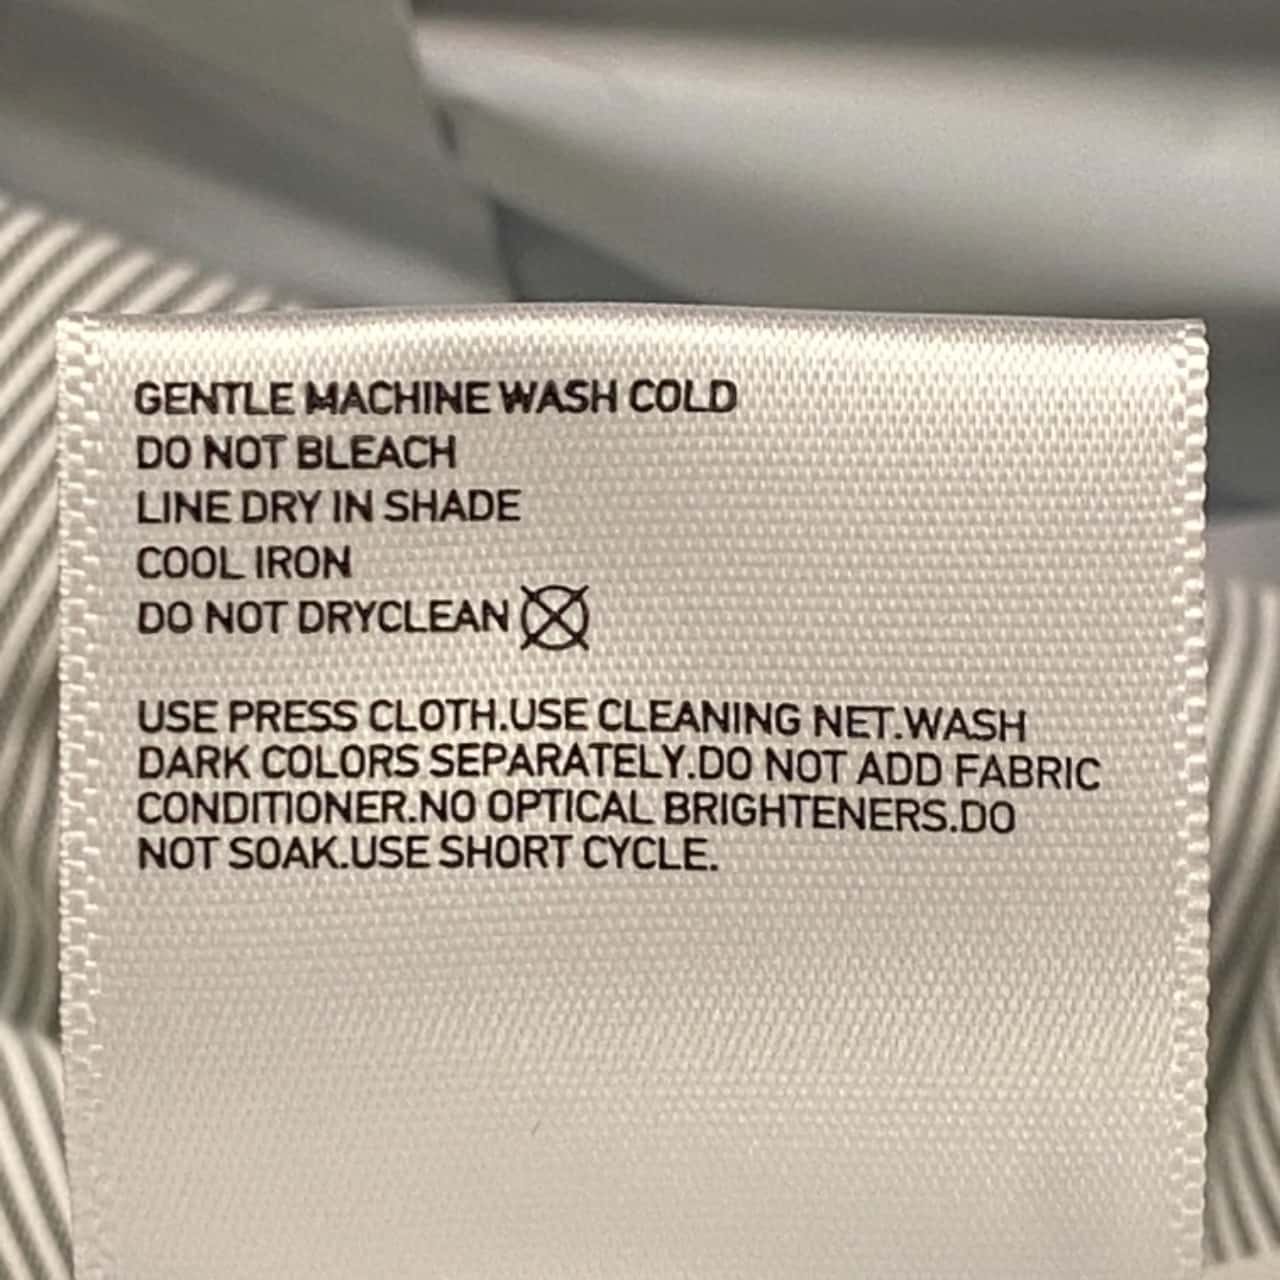 GENTLE MACHINE WASH COLD
DO NOT BLEACH
LINE DRY IN SHADE
COOL IRON
DO NOT DRYCLEAN
USE PRESS CLOTH.USE CLEANING NET.WASH
DARK COLORS SEPARATELY.DO NOT ADD FABRIC
CONDITIONER.NO OPTICAL BRIGHTENERS.DO
NOT SOAK.USE SHORT CYCLE.